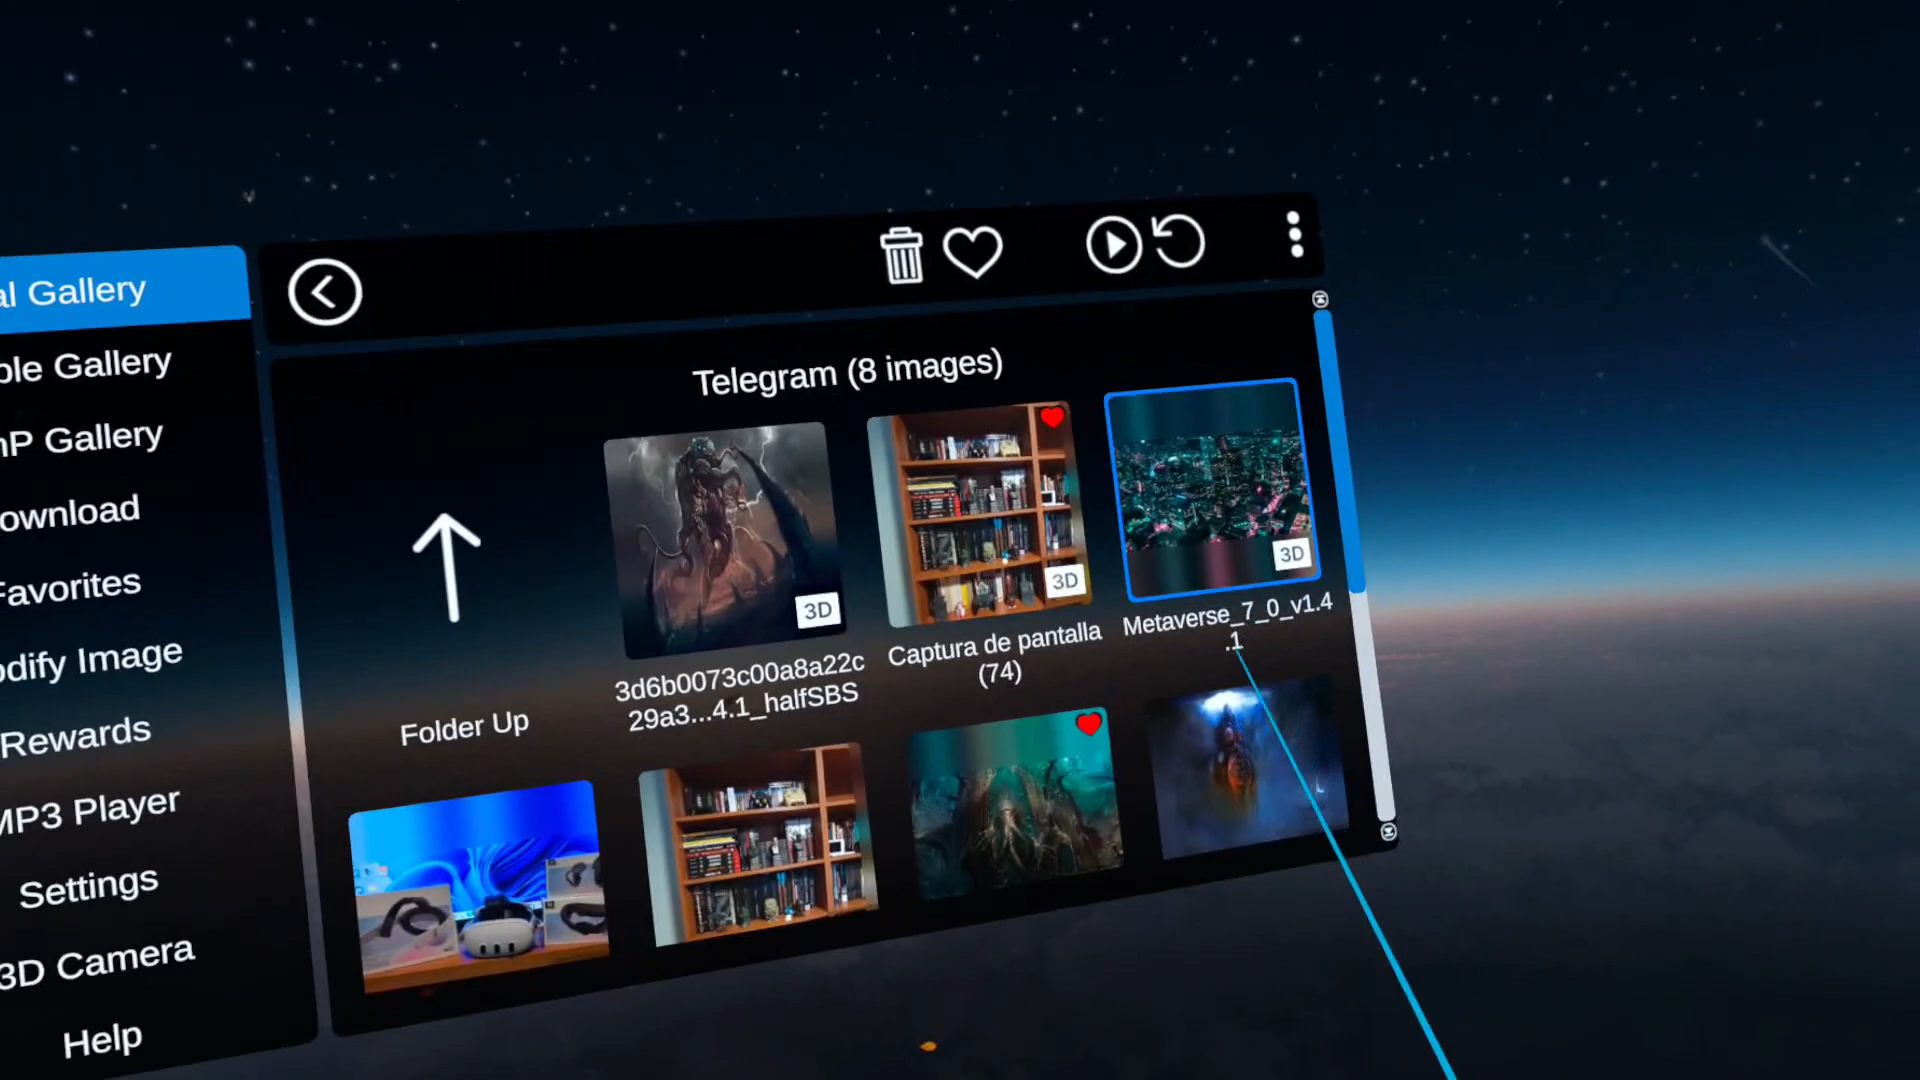 al Gallery
ple Gallery
nP Gallery
ownload
Favorites
odify Image
Rewards
MP3 Player
Settings
3D Camera
Help
Telegram (8 images)
Folder Up
3D
3d6b0073c00a8a22c
29a3...4.1_halfSBS
3D
Captura de pantalla
(74)
3D
Metaverse_7_0_v1.4
.1